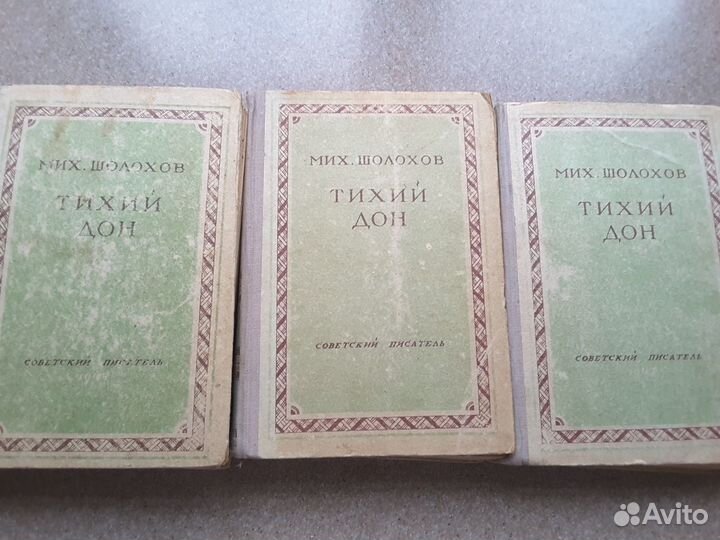 МИХ. ШОЛОХОВ
ТИХИЙ
ДОН
СОВЕТСКИЙ ПИСАТЕЛЬ
МИХ. ШОЛОХОВ
ТИХИЙ
ДОН
СОВЕТСКИЙ ПИСАТЕЛЬ
МИХ. ШОЛОХОВ
ТИХИЙ
ДОН
СОВЕТСКИЙ ПИСАТЕЛЬ
Avito